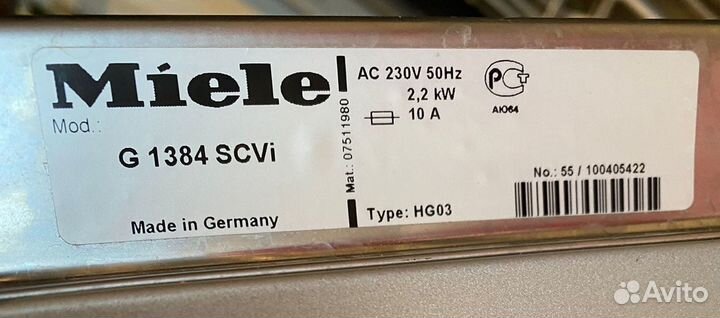 Miele
Mod.:
G 1384 SCVi
Made in Germany
Mat.: 07511980
AC 230V 50Hz
2,2 kW
10 A
Type: HG03
РСТ
АЮ64
No.: 55 / 100405422
Avito